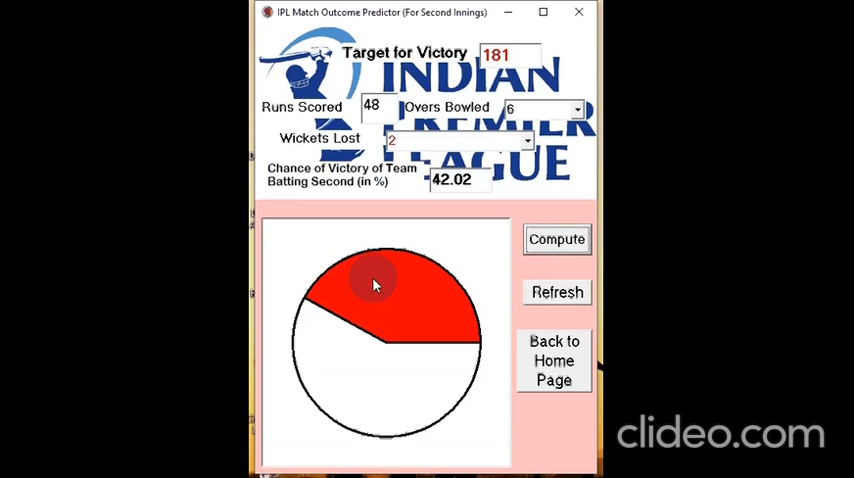 IPL Match Outcome Predictor (For Second Innings)
Target for Victory 181
INDIAN
Runs Scored 48 Overs Bowled 6
PREMIER
Wickets Lost 2
LEAGUE
Chance of Victory of Team
Batting Second (in %) 42.02
Compute
Refresh
Back to
Home
Page
clideo.com